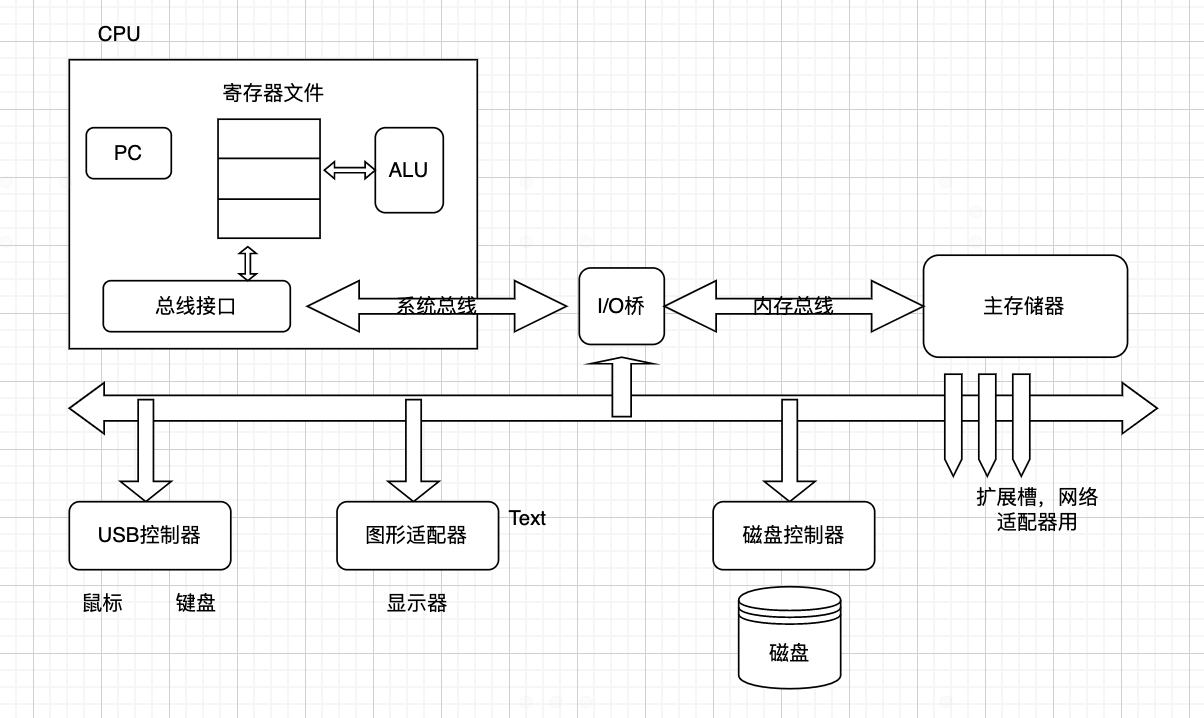 CPU
寄存器文件
PC
ALU
总线接口
系统总线
I/O桥
内存总线
主存储器
扩展槽，网络
适配器用
USB控制器
图形适配器
Text
磁盘控制器
鼠标
键盘
显示器
磁盘